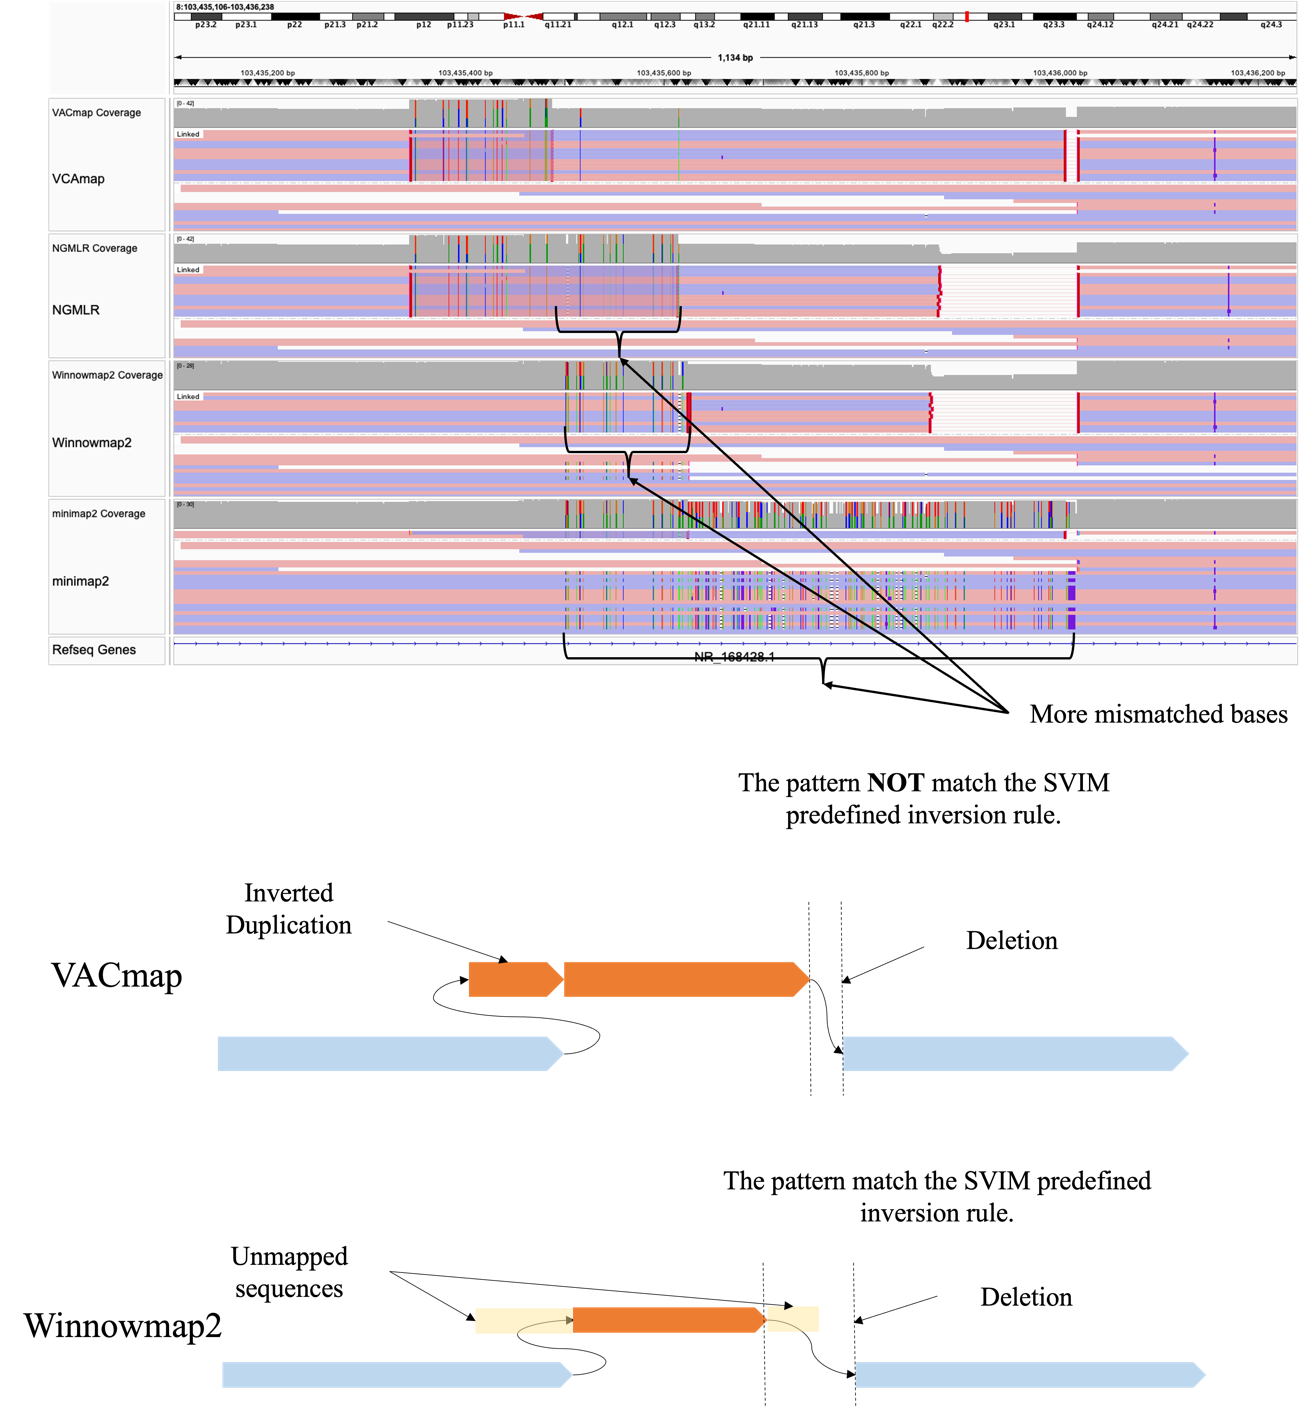 8:103,435,106-103,436,238
p23.2 p23.1 p22 p21.3 p21.2 p12 p11.23 p11.1 q11.21 q12.1 q12.3 q13.2 q21.11 q21.13 q21.3 q22.1 q22.2 q23.1 q23.3 q24.12 q24.21 q24.22 q24.3
1,134 bp
103,435,200 bp 103,435,400 bp 103,435,600 bp 103,435,800 bp 103,436,000 bp 103,436,200 bp
VACmap Coverage
[0 - 42]
Linked
VCAmap
NGMLR Coverage
[0 - 42]
Linked
NGMLR
Winnowmap2 Coverage
[0 - 28]
Linked
Winnowmap2
minimap2 Coverage
[0 - 30]
minimap2
Refseq Genes
NR_168428.1
More mismatched bases
The pattern NOT match the SVIM
predefined inversion rule.
Inverted
Duplication
Deletion
VACmap
The pattern match the SVIM predefined
inversion rule.
Unmapped
sequences
Deletion
Winnowmap2